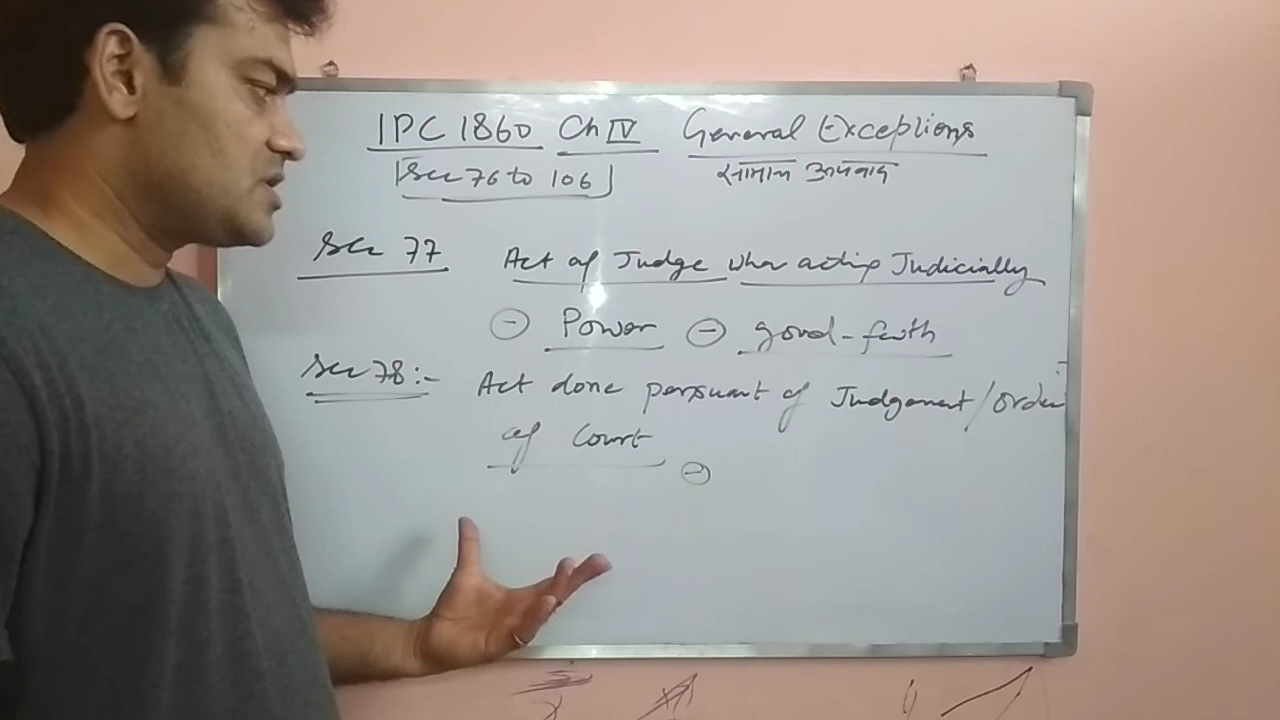 IPC 1860 Ch IV General Exceptions
Sec 76 to 106 सामान्य अपवाद
Sec 77 Act of Judge when acting Judicially
Power good-faith
Sec 78:- Act done persuant of Judgement/order
of Court